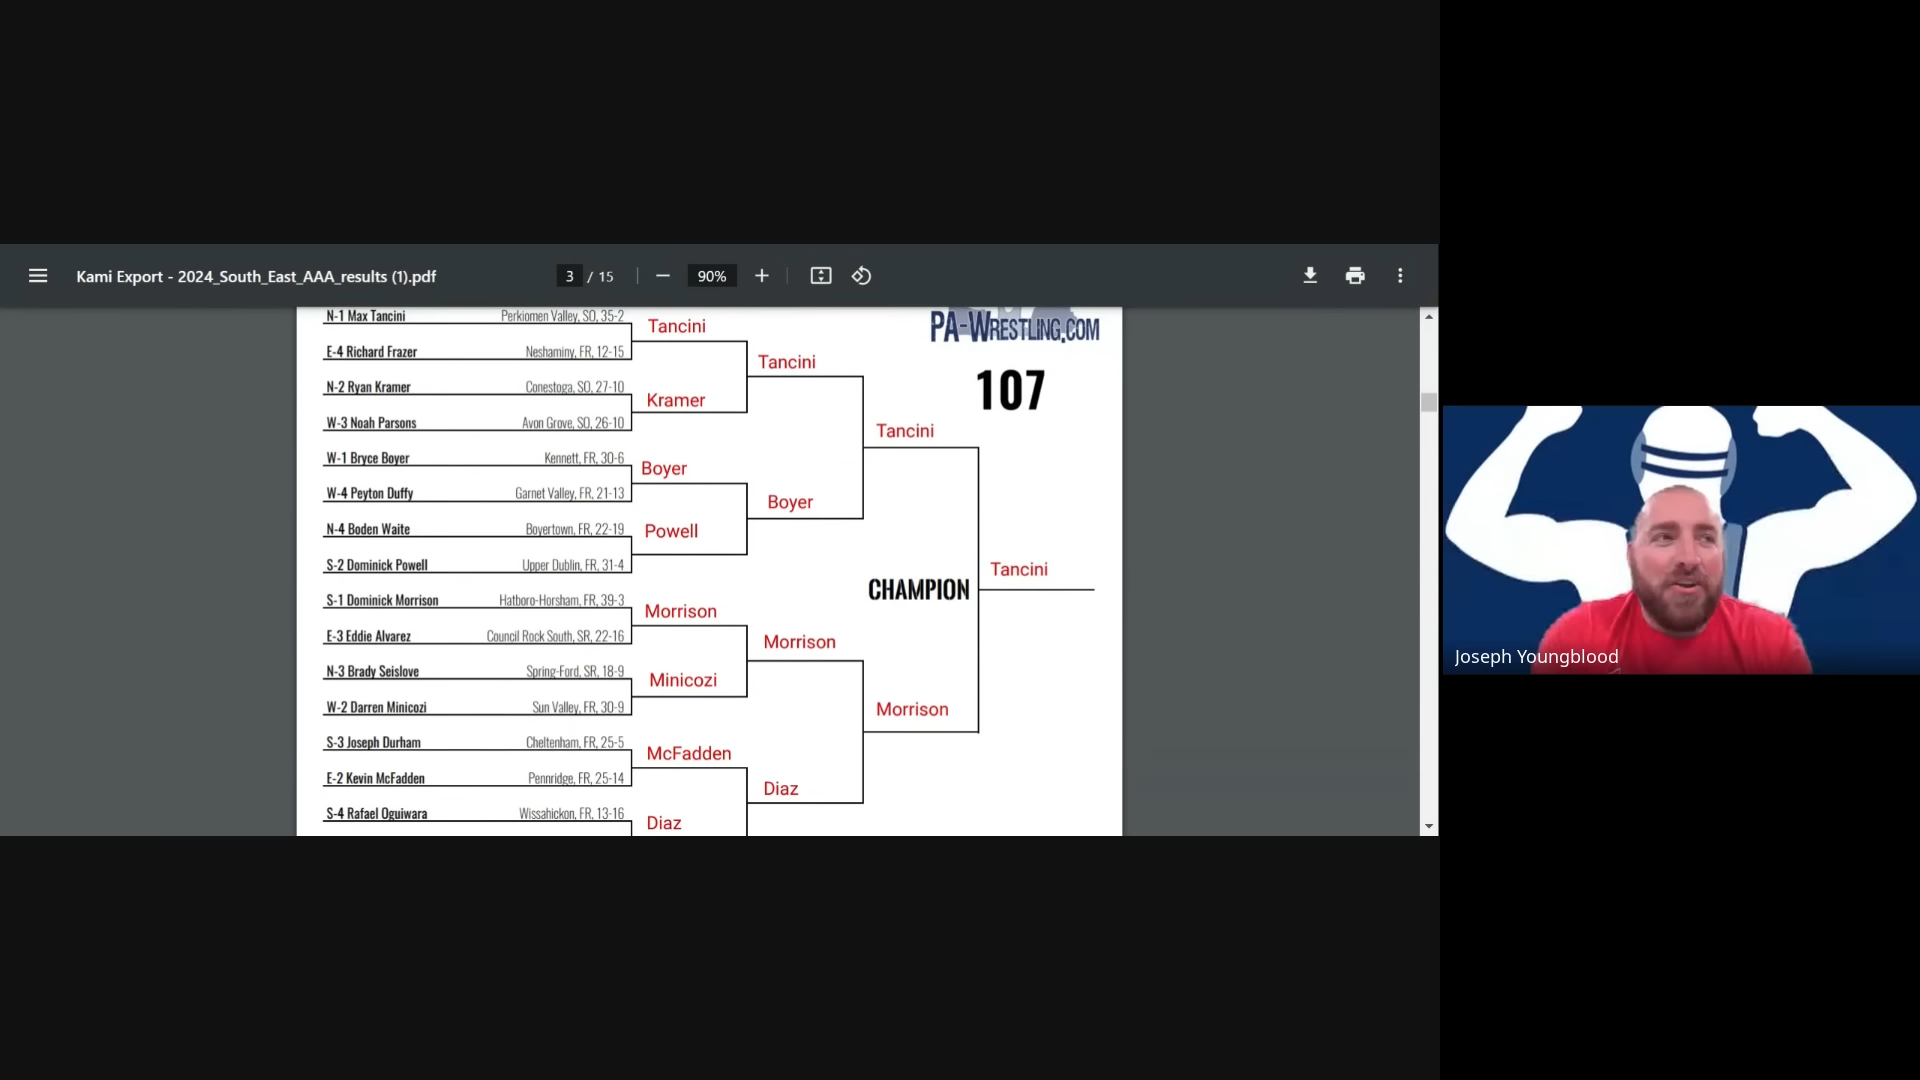 Kami Export - 2024_South_East_AAA_results (1).pdf
3 / 15
90%
N-1 Max Tancini Perkiomen Valley, SO, 35-2
Tancini
PA-WRESTLING.COM
E-4 Richard Frazer Neshaminy, FR, 12-15
Tancini
107
N-2 Ryan Kramer Conestoga, SO, 27-10
Kramer
W-3 Noah Parsons Avon Grove, SO, 26-10
Tancini
W-1 Bryce Boyer Kennett, FR, 30-6
Boyer
W-4 Peyton Duffy Garnet Valley, FR, 21-13
Boyer
N-4 Boden Waite Boyertown, FR, 22-19
Powell
S-2 Dominick Powell Upper Dublin, FR, 31-4
Tancini
CHAMPION
S-1 Dominick Morrison Hatboro-Horsham, FR, 39-3
Morrison
E-3 Eddie Alvarez Council Rock South, SR, 22-16
Morrison
N-3 Brady Seislove Spring-Ford, SR, 18-9
Minicozi
W-2 Darren Minicozi Sun Valley, FR, 30-9
Morrison
S-3 Joseph Durham Cheltenham, FR, 25-5
McFadden
E-2 Kevin McFadden Pennridge, FR, 25-14
Diaz
S-4 Rafael Oguiwara Wissahickon, FR, 13-16
Diaz
Joseph Youngblood